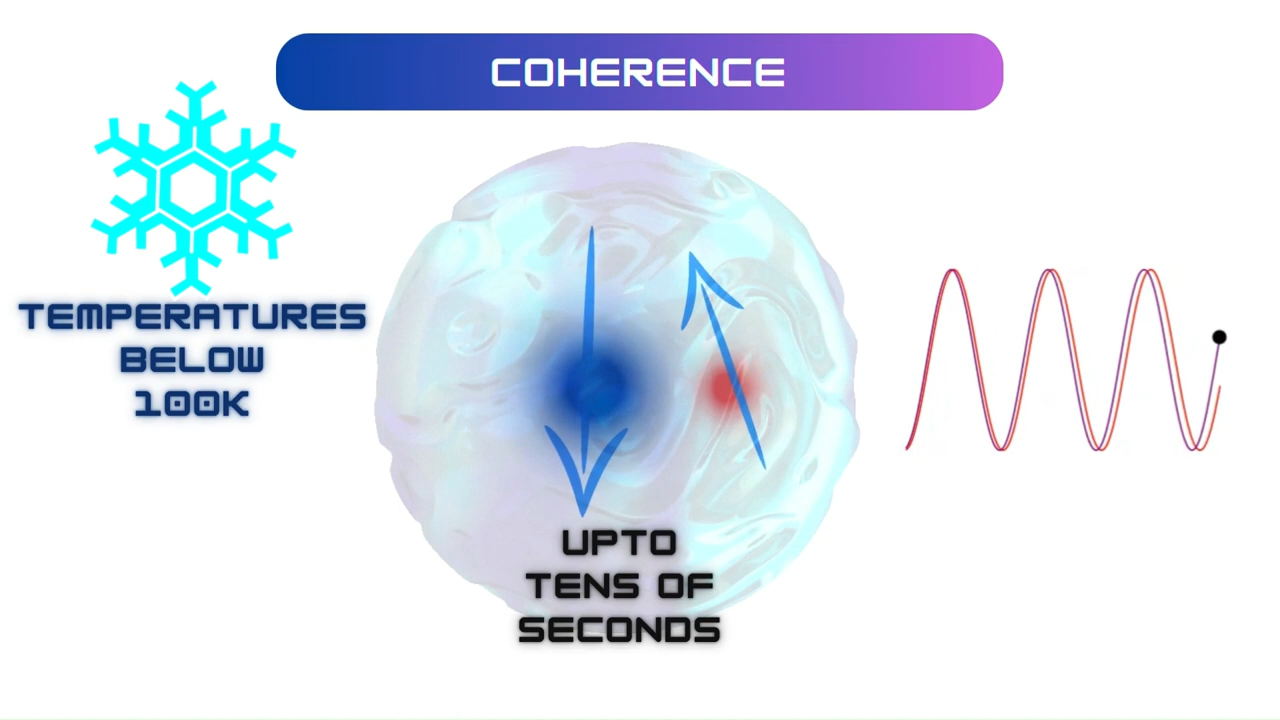 COHERENCE
TEMPERATURES
BELOW
100K
UPTO
TENS OF
SECONDS